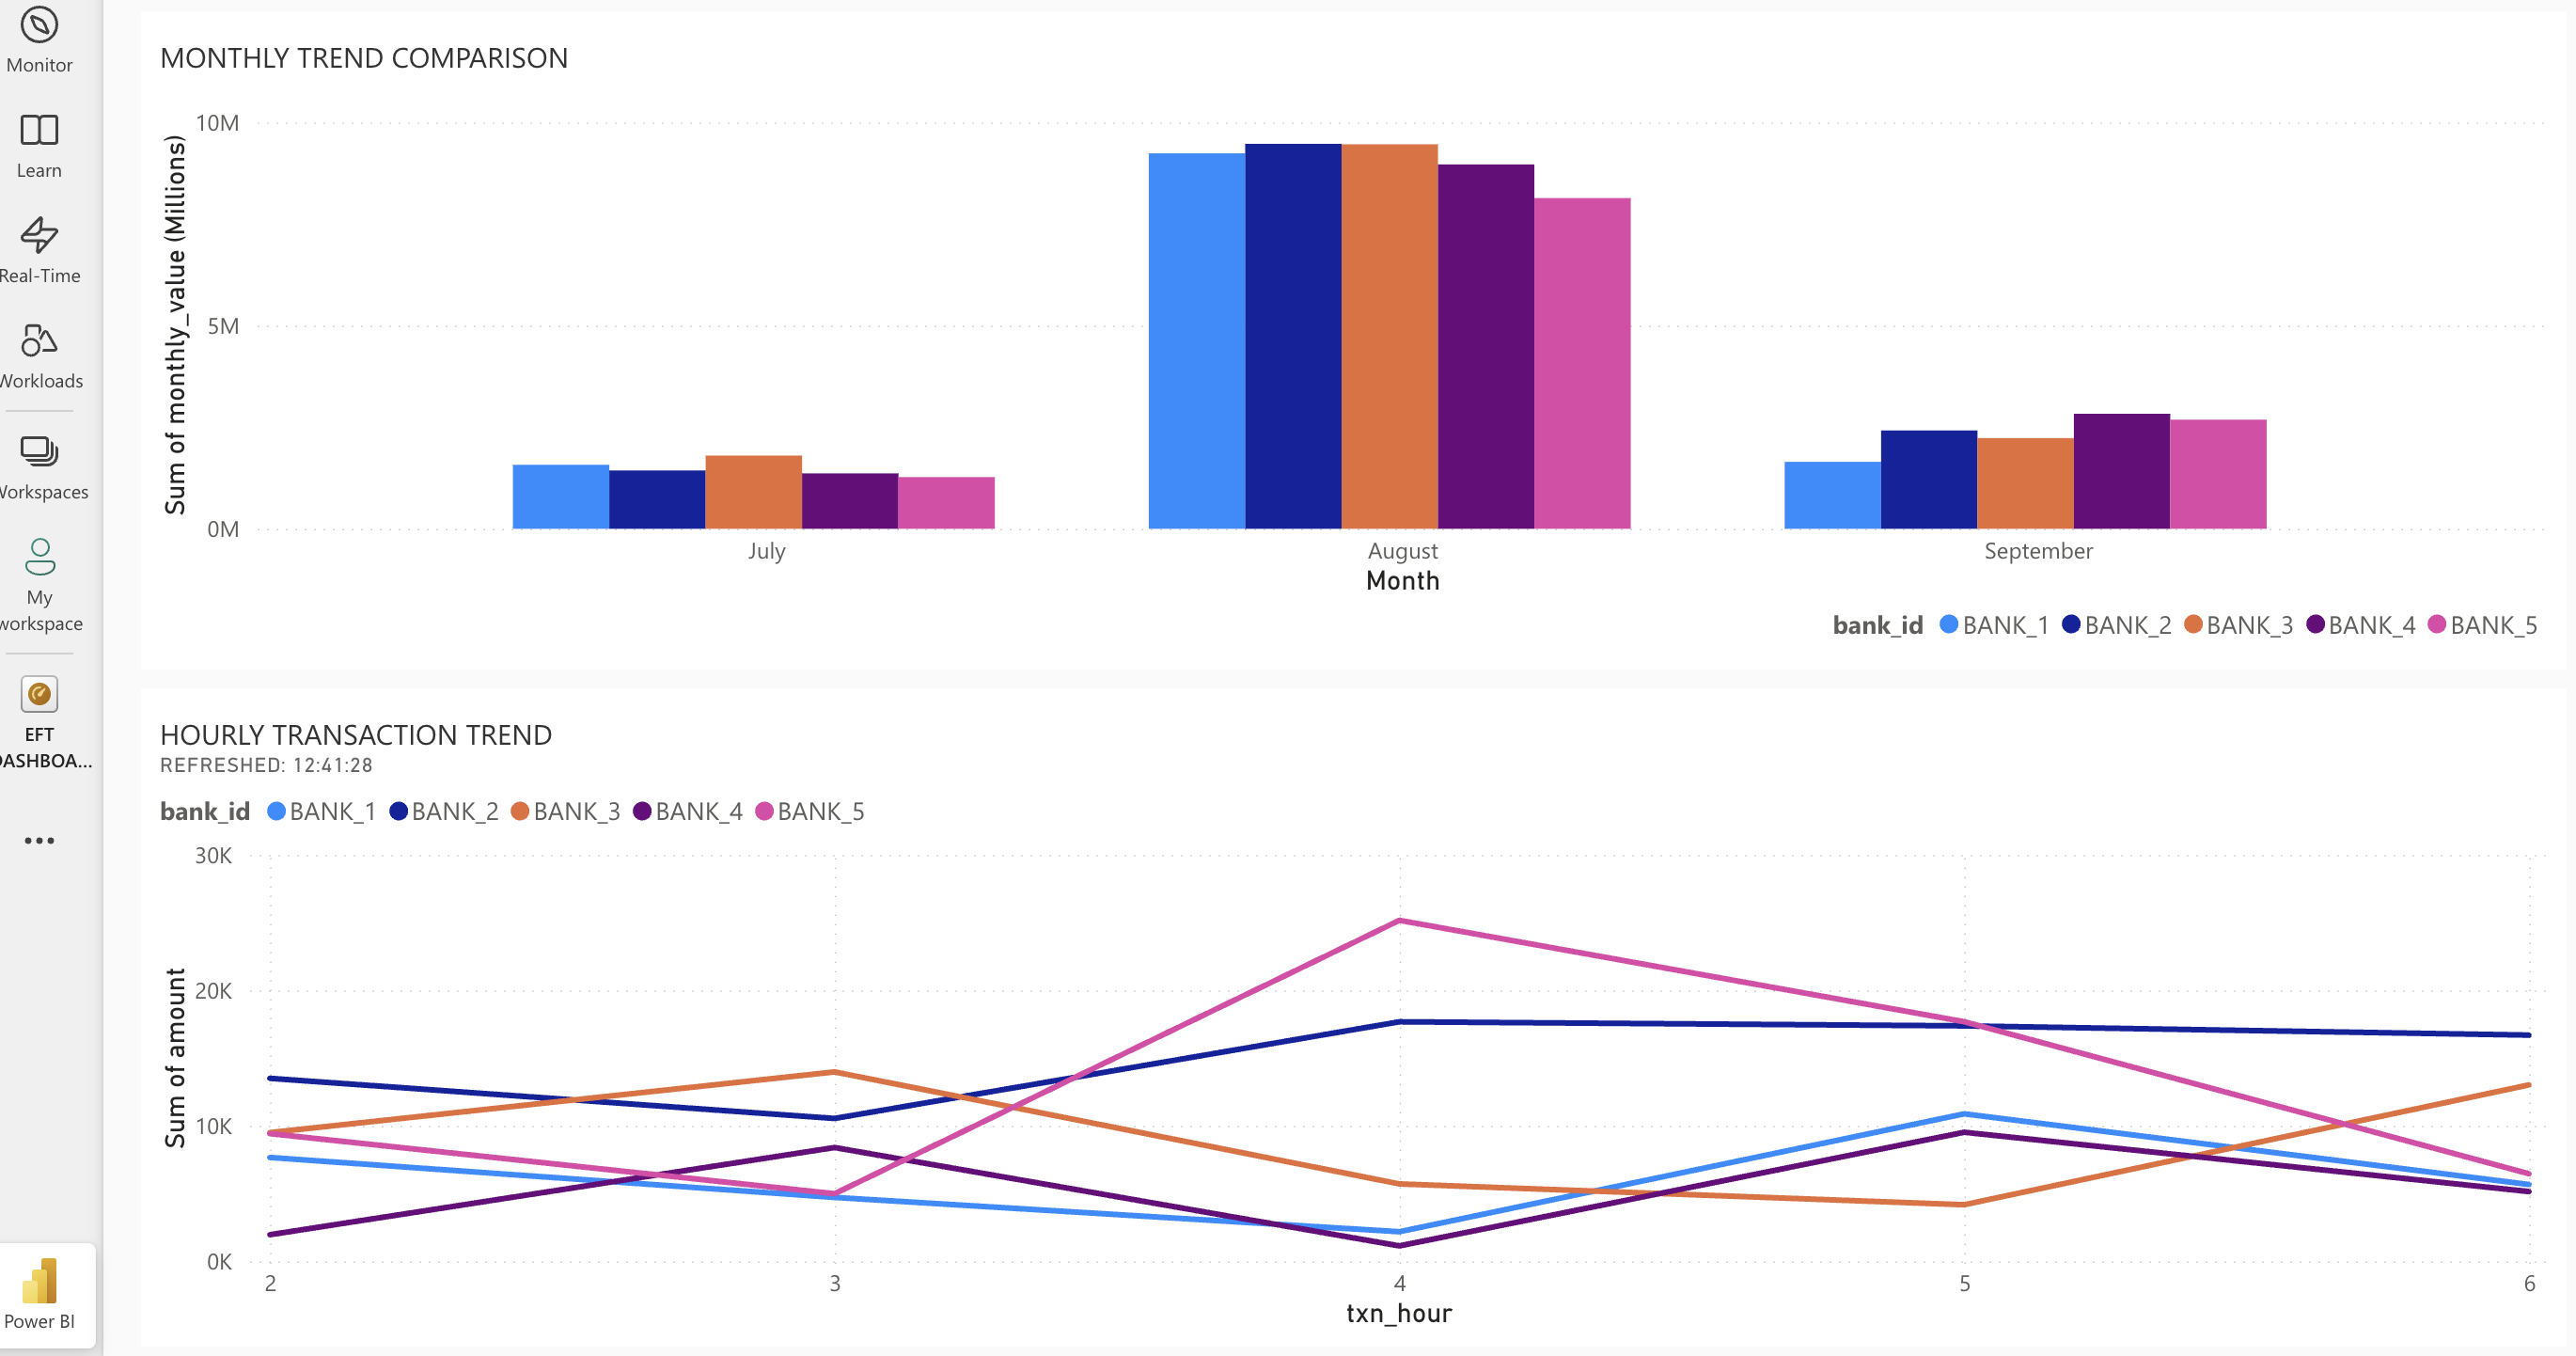 Monitor
Learn
Real-Time
Workloads
Workspaces
My
workspace
EFT
DASHBOA...
Power BI
MONTHLY TREND COMPARISON
Sum of monthly_value (Millions)
10M
5M
0M
July
August
September
Month
bank_id BANK_1 BANK_2 BANK_3 BANK_4 BANK_5
HOURLY TRANSACTION TREND
REFRESHED: 12:41:28
bank_id BANK_1 BANK_2 BANK_3 BANK_4 BANK_5
Sum of amount
30K
20K
10K
0K
2 3 4 5 6
txn_hour